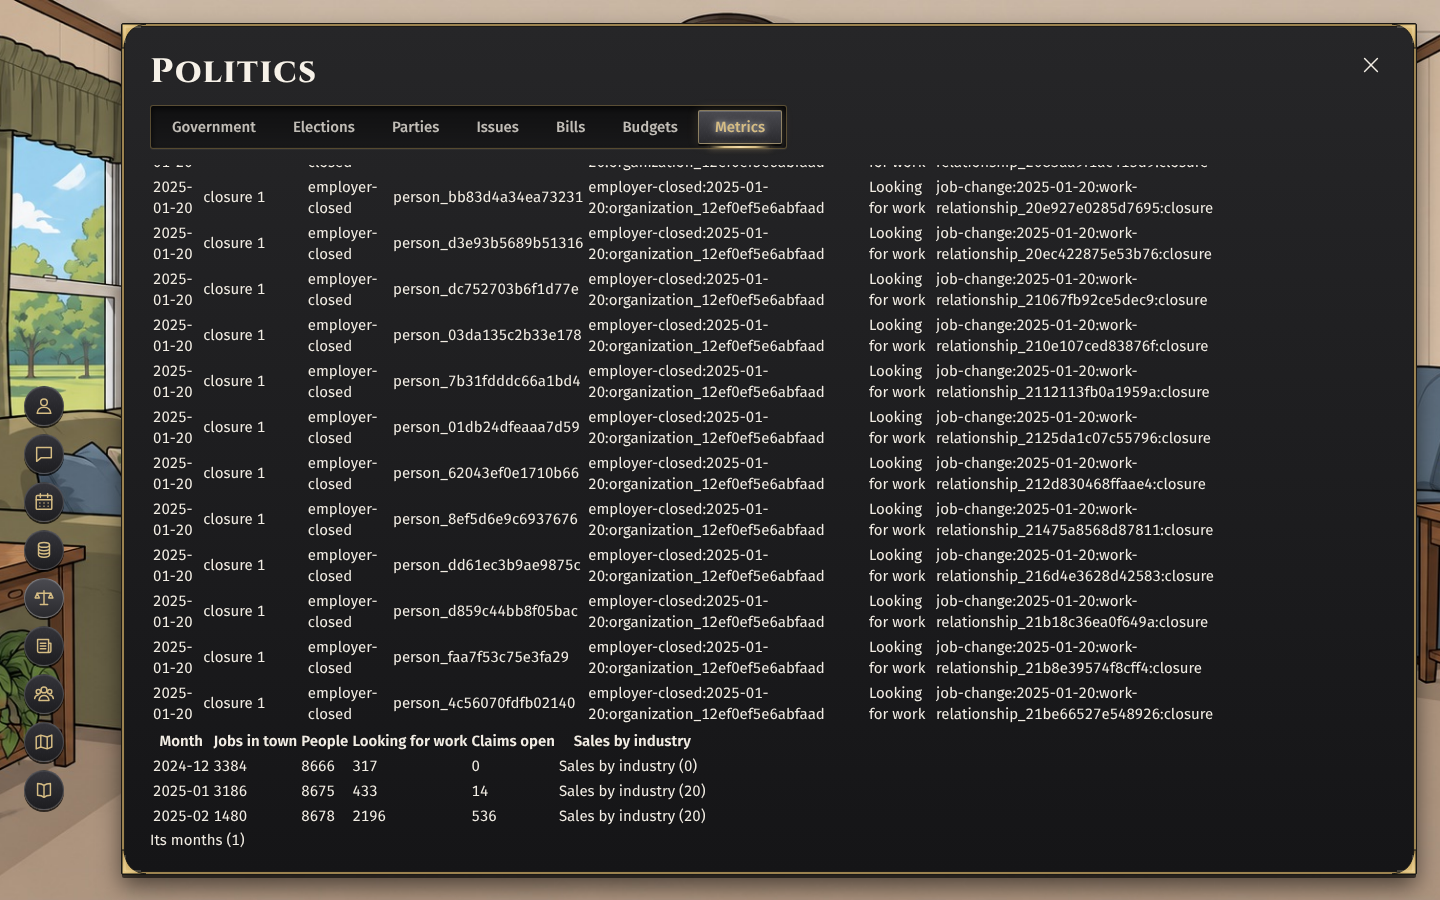 Politics
Government Elections Parties Issues Bills Budgets Metrics
2025- closure 1 employer- person_bb83d4a34ea73231 employer-closed:2025-01- Looking job-change:2025-01-20:work-
01-20 closed 20:organization_12ef0ef5e6abfaad for work relationship_20e927e0285d7695:closure
2025- closure 1 employer- person_d3e93b5689b51316 employer-closed:2025-01- Looking job-change:2025-01-20:work-
01-20 closed 20:organization_12ef0ef5e6abfaad for work relationship_20ec422875e53b76:closure
2025- closure 1 employer- person_dc752703b6f1d77e employer-closed:2025-01- Looking job-change:2025-01-20:work-
01-20 closed 20:organization_12ef0ef5e6abfaad for work relationship_21067fb92ce5dec9:closure
2025- closure 1 employer- person_03da135c2b33e178 employer-closed:2025-01- Looking job-change:2025-01-20:work-
01-20 closed 20:organization_12ef0ef5e6abfaad for work relationship_210e107ced83876f:closure
2025- closure 1 employer- person_7b31fdddc66a1bd4 employer-closed:2025-01- Looking job-change:2025-01-20:work-
01-20 closed 20:organization_12ef0ef5e6abfaad for work relationship_2112113fb0a1959a:closure
2025- closure 1 employer- person_01db24dfeaaa7d59 employer-closed:2025-01- Looking job-change:2025-01-20:work-
01-20 closed 20:organization_12ef0ef5e6abfaad for work relationship_2125da1c07c55796:closure
2025- closure 1 employer- person_62043ef0e1710b66 employer-closed:2025-01- Looking job-change:2025-01-20:work-
01-20 closed 20:organization_12ef0ef5e6abfaad for work relationship_212d830468ffaae4:closure
2025- closure 1 employer- person_8ef5d6e9c6937676 employer-closed:2025-01- Looking job-change:2025-01-20:work-
01-20 closed 20:organization_12ef0ef5e6abfaad for work relationship_21475a8568d87811:closure
2025- closure 1 employer- person_dd61ec3b9ae9875c employer-closed:2025-01- Looking job-change:2025-01-20:work-
01-20 closed 20:organization_12ef0ef5e6abfaad for work relationship_216d4e3628d42583:closure
2025- closure 1 employer- person_d859c44bb8f05bac employer-closed:2025-01- Looking job-change:2025-01-20:work-
01-20 closed 20:organization_12ef0ef5e6abfaad for work relationship_21b18c36ea0f649a:closure
2025- closure 1 employer- person_faa7f53c75e3fa29 employer-closed:2025-01- Looking job-change:2025-01-20:work-
01-20 closed 20:organization_12ef0ef5e6abfaad for work relationship_21b8e39574f8cff4:closure
2025- closure 1 employer- person_4c56070fdfb02140 employer-closed:2025-01- Looking job-change:2025-01-20:work-
01-20 closed 20:organization_12ef0ef5e6abfaad for work relationship_21be66527e548926:closure
Month Jobs in town People Looking for work Claims open Sales by industry
2024-12 3384 8666 317 0 Sales by industry (0)
2025-01 3186 8675 433 14 Sales by industry (20)
2025-02 1480 8678 2196 536 Sales by industry (20)
Its months (1)